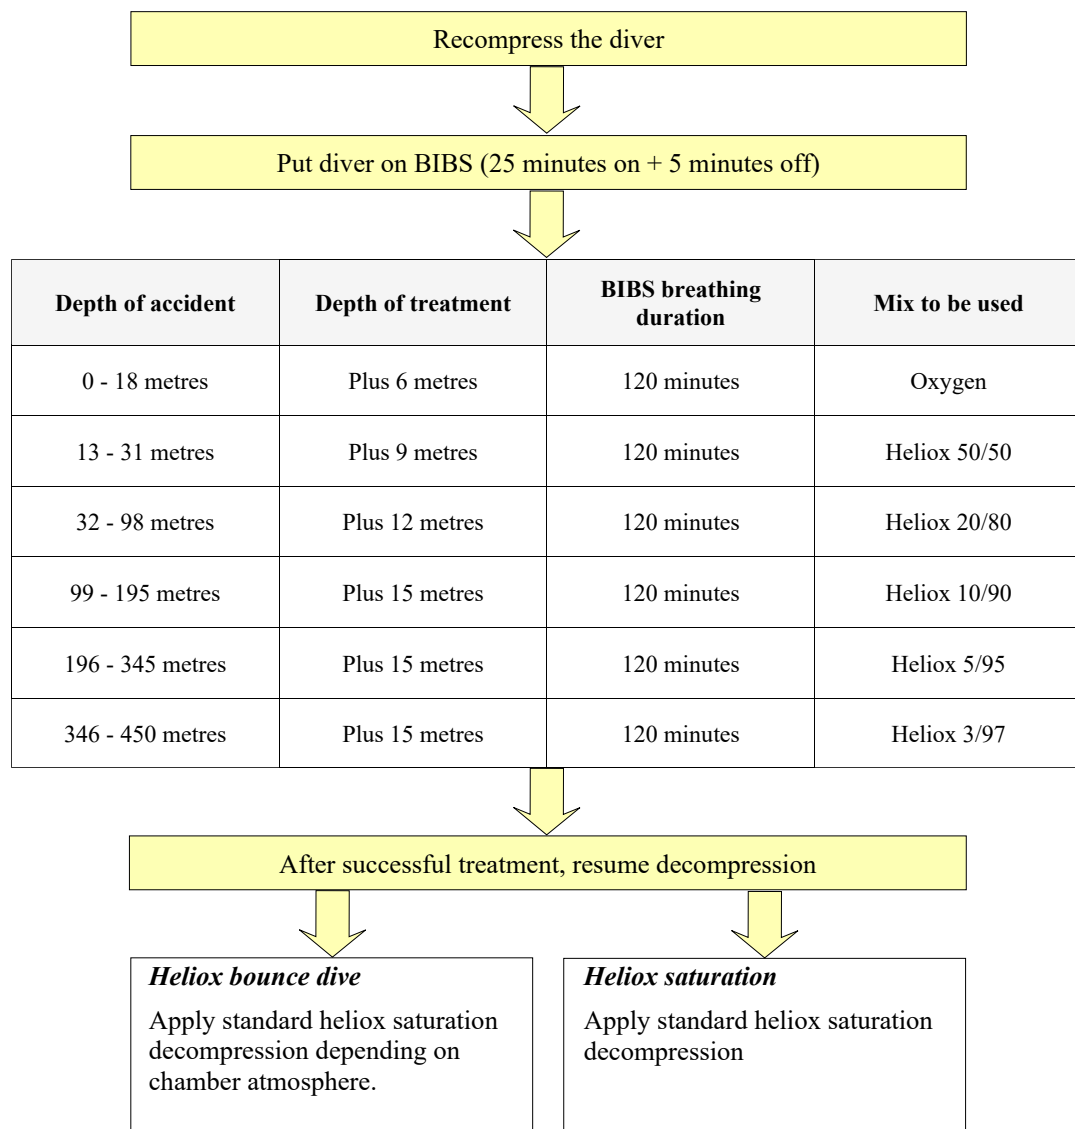 Recompress the diver
Put diver on BIBS (25 minutes on + 5 minutes off)
Depth of accident Depth of treatment BIBS breathing duration Mix to be used
0 - 18 metres Plus 6 metres 120 minutes Oxygen
13 - 31 metres Plus 9 metres 120 minutes Heliox 50/50
32 - 98 metres Plus 12 metres 120 minutes Heliox 20/80
99 - 195 metres Plus 15 metres 120 minutes Heliox 10/90
196 - 345 metres Plus 15 metres 120 minutes Heliox 5/95
346 - 450 metres Plus 15 metres 120 minutes Heliox 3/97
After successful treatment, resume decompression
Heliox bounce dive
Apply standard heliox saturation
decompression depending on
chamber atmosphere.
Heliox saturation
Apply standard heliox saturation
decompression